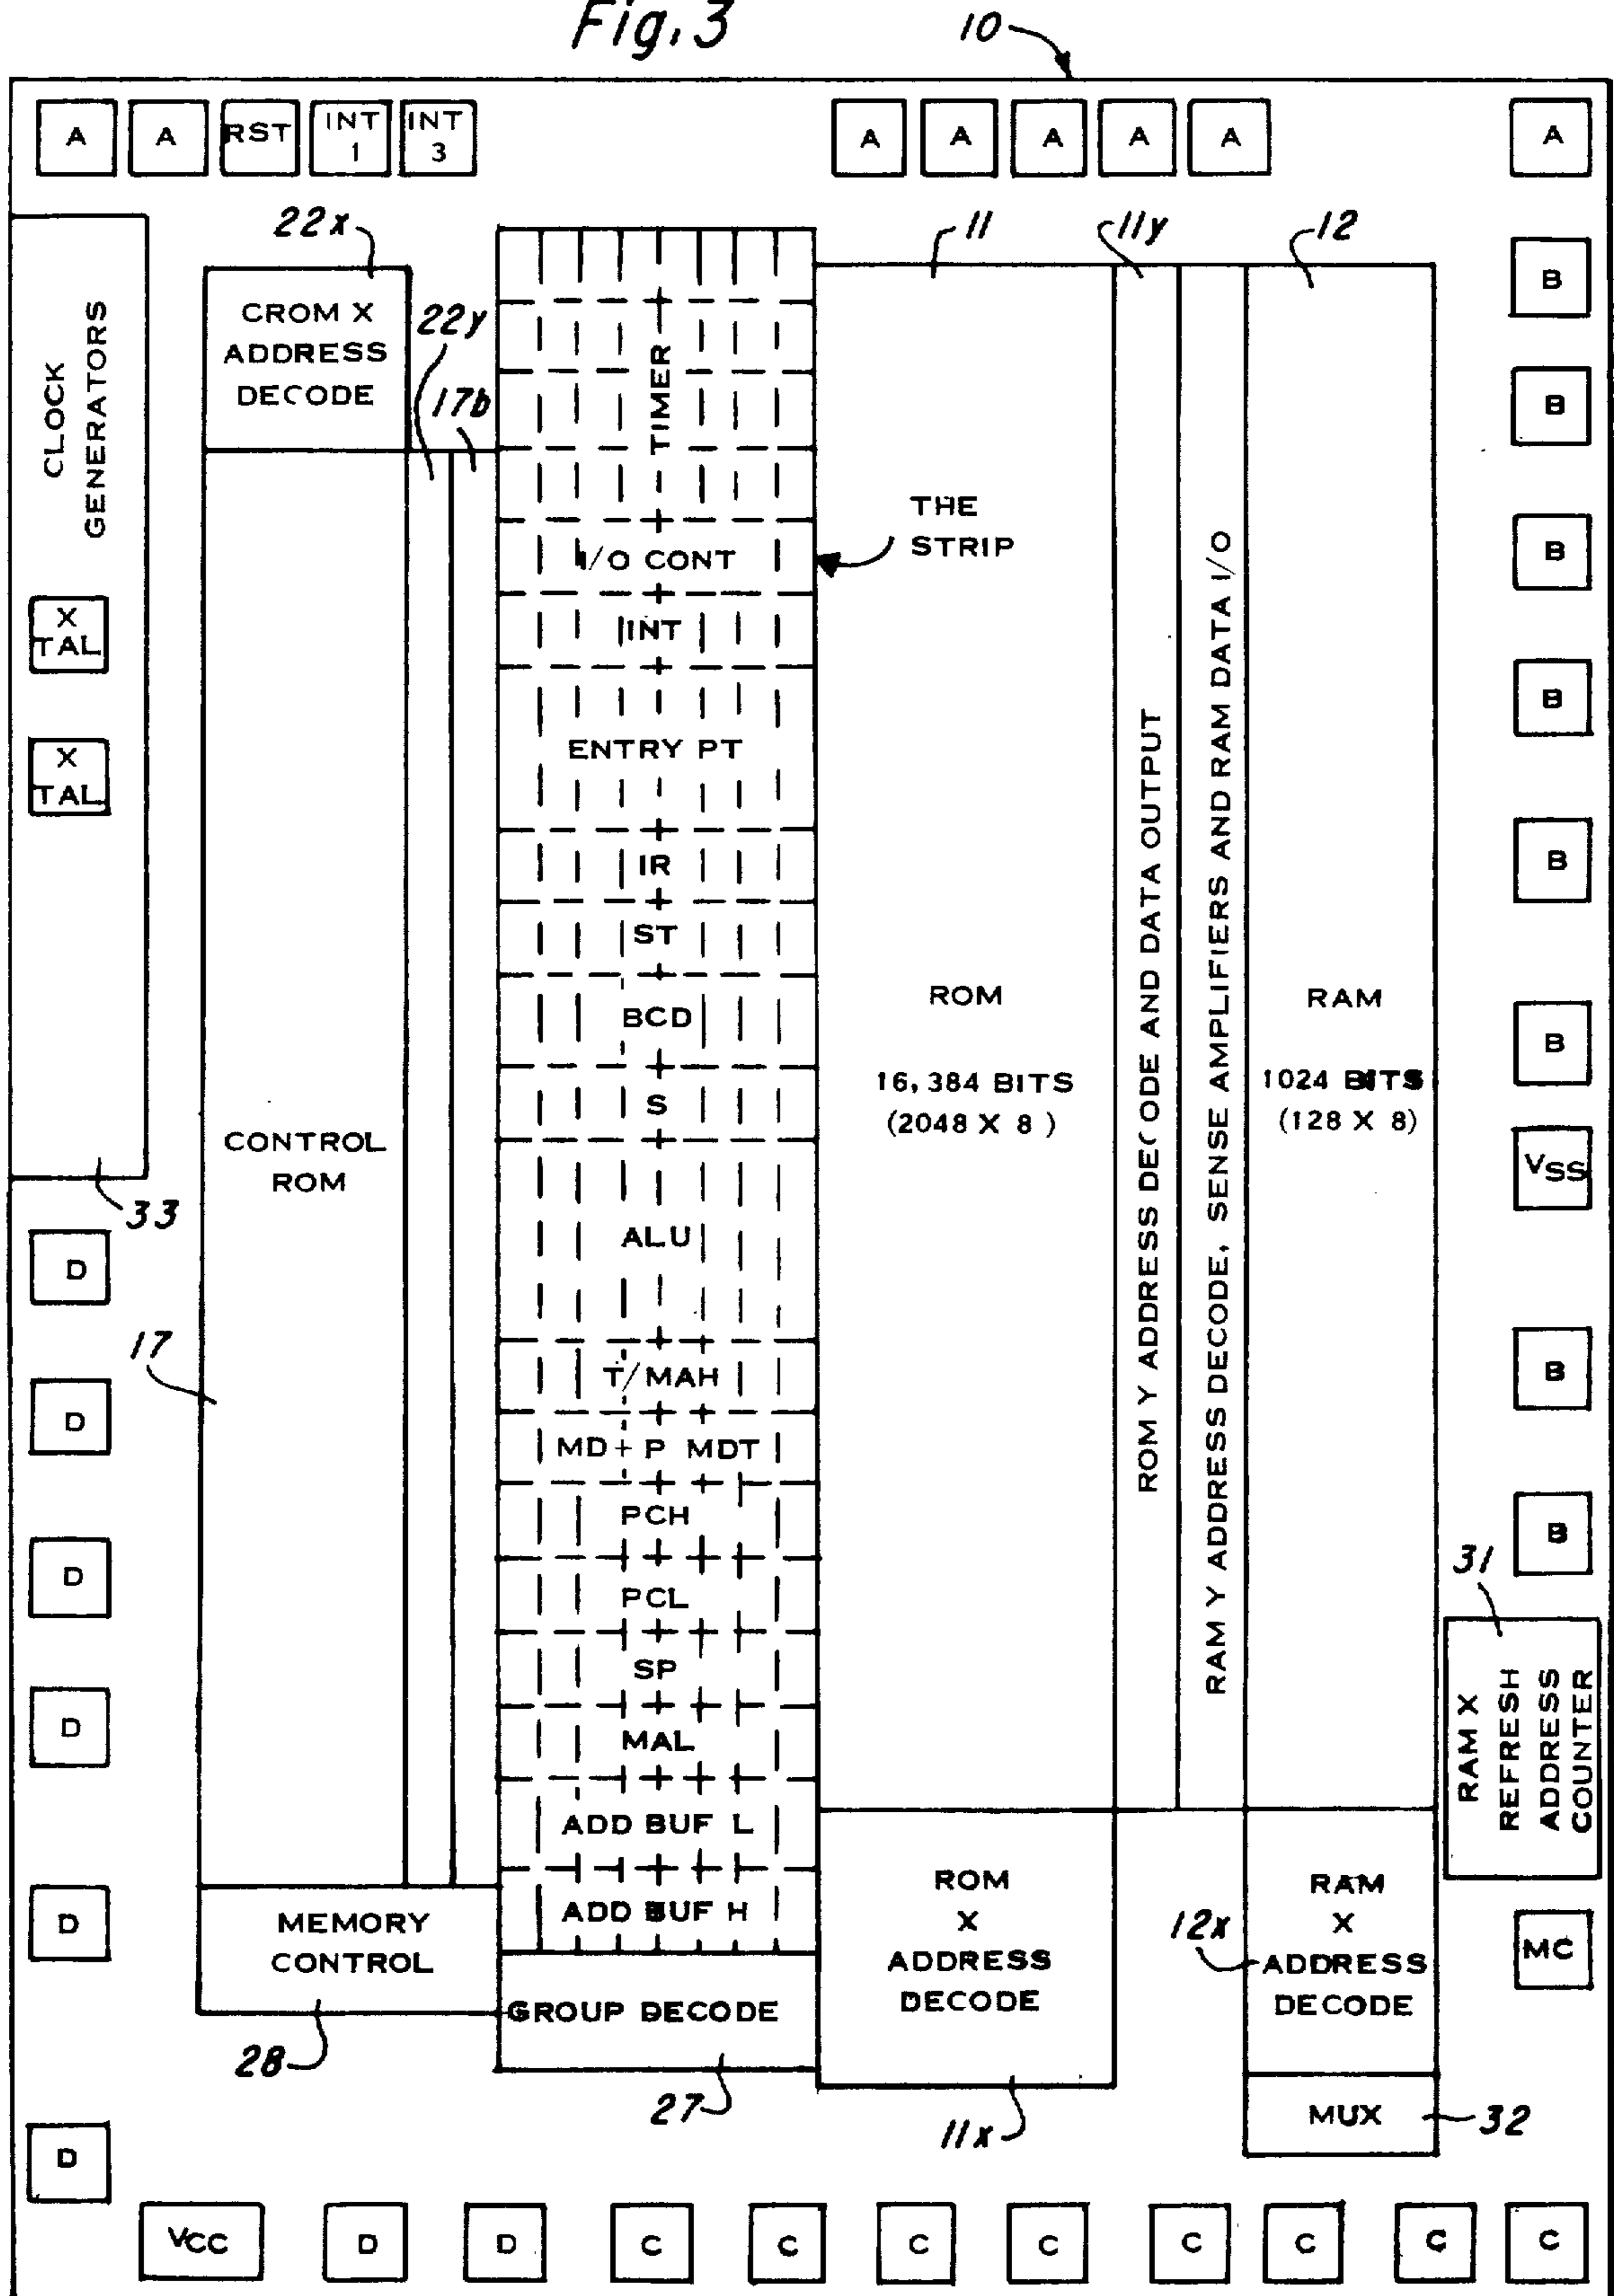 Fig. 3
10
A
A
RST
INT
1
INT
3
A
A
A
A
A
A
22x
11
11y
12
CLOCK
GENERATORS
CROM X
ADDRESS
DECODE
22y
17b
TIMER
THE
STRIP
I/O CONT
INT
X
TAL
X
TAL
ENTRY PT
IR
ST
BCD
S
ALU
T/MAH
MD + P MDT
PCH
PCL
SP
MAL
ADD BUF L
ADD BUF H
GROUP DECODE
CONTROL
ROM
33
17
MEMORY
CONTROL
28
27
ROM
16,384 BITS
(2048 X 8)
ROM Y ADDRESS DECODE AND DATA OUTPUT
RAM Y ADDRESS DECODE, SENSE AMPLIFIERS AND RAM DATA I/O
RAM
1024 BITS
(128 X 8)
ROM
X
ADDRESS
DECODE
11x
RAM
X
ADDRESS
DECODE
12x
MUX
32
31
RAM X
REFRESH
ADDRESS
COUNTER
B
B
B
B
B
B
VSS
B
B
MC
D
D
D
D
D
D
VCC
D
D
C
C
C
C
C
C
C
C